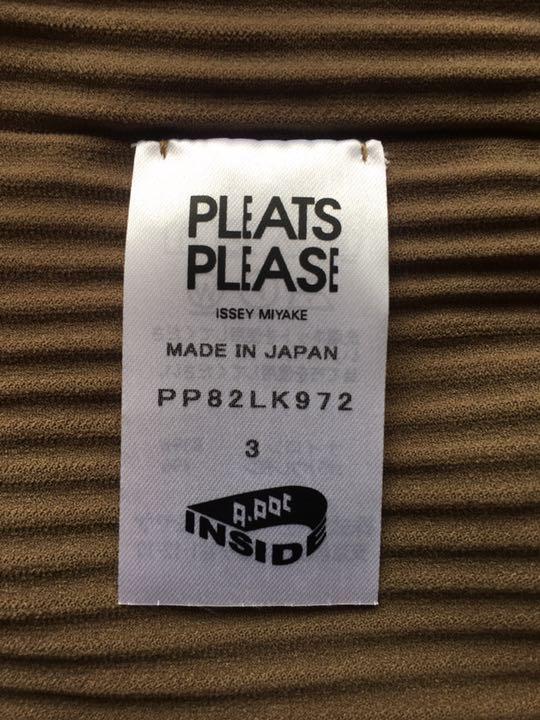 PLEATS
PLEASE
ISSEY MIYAKE
MADE IN JAPAN
PP82LK972
3
A.POC
INSIDE